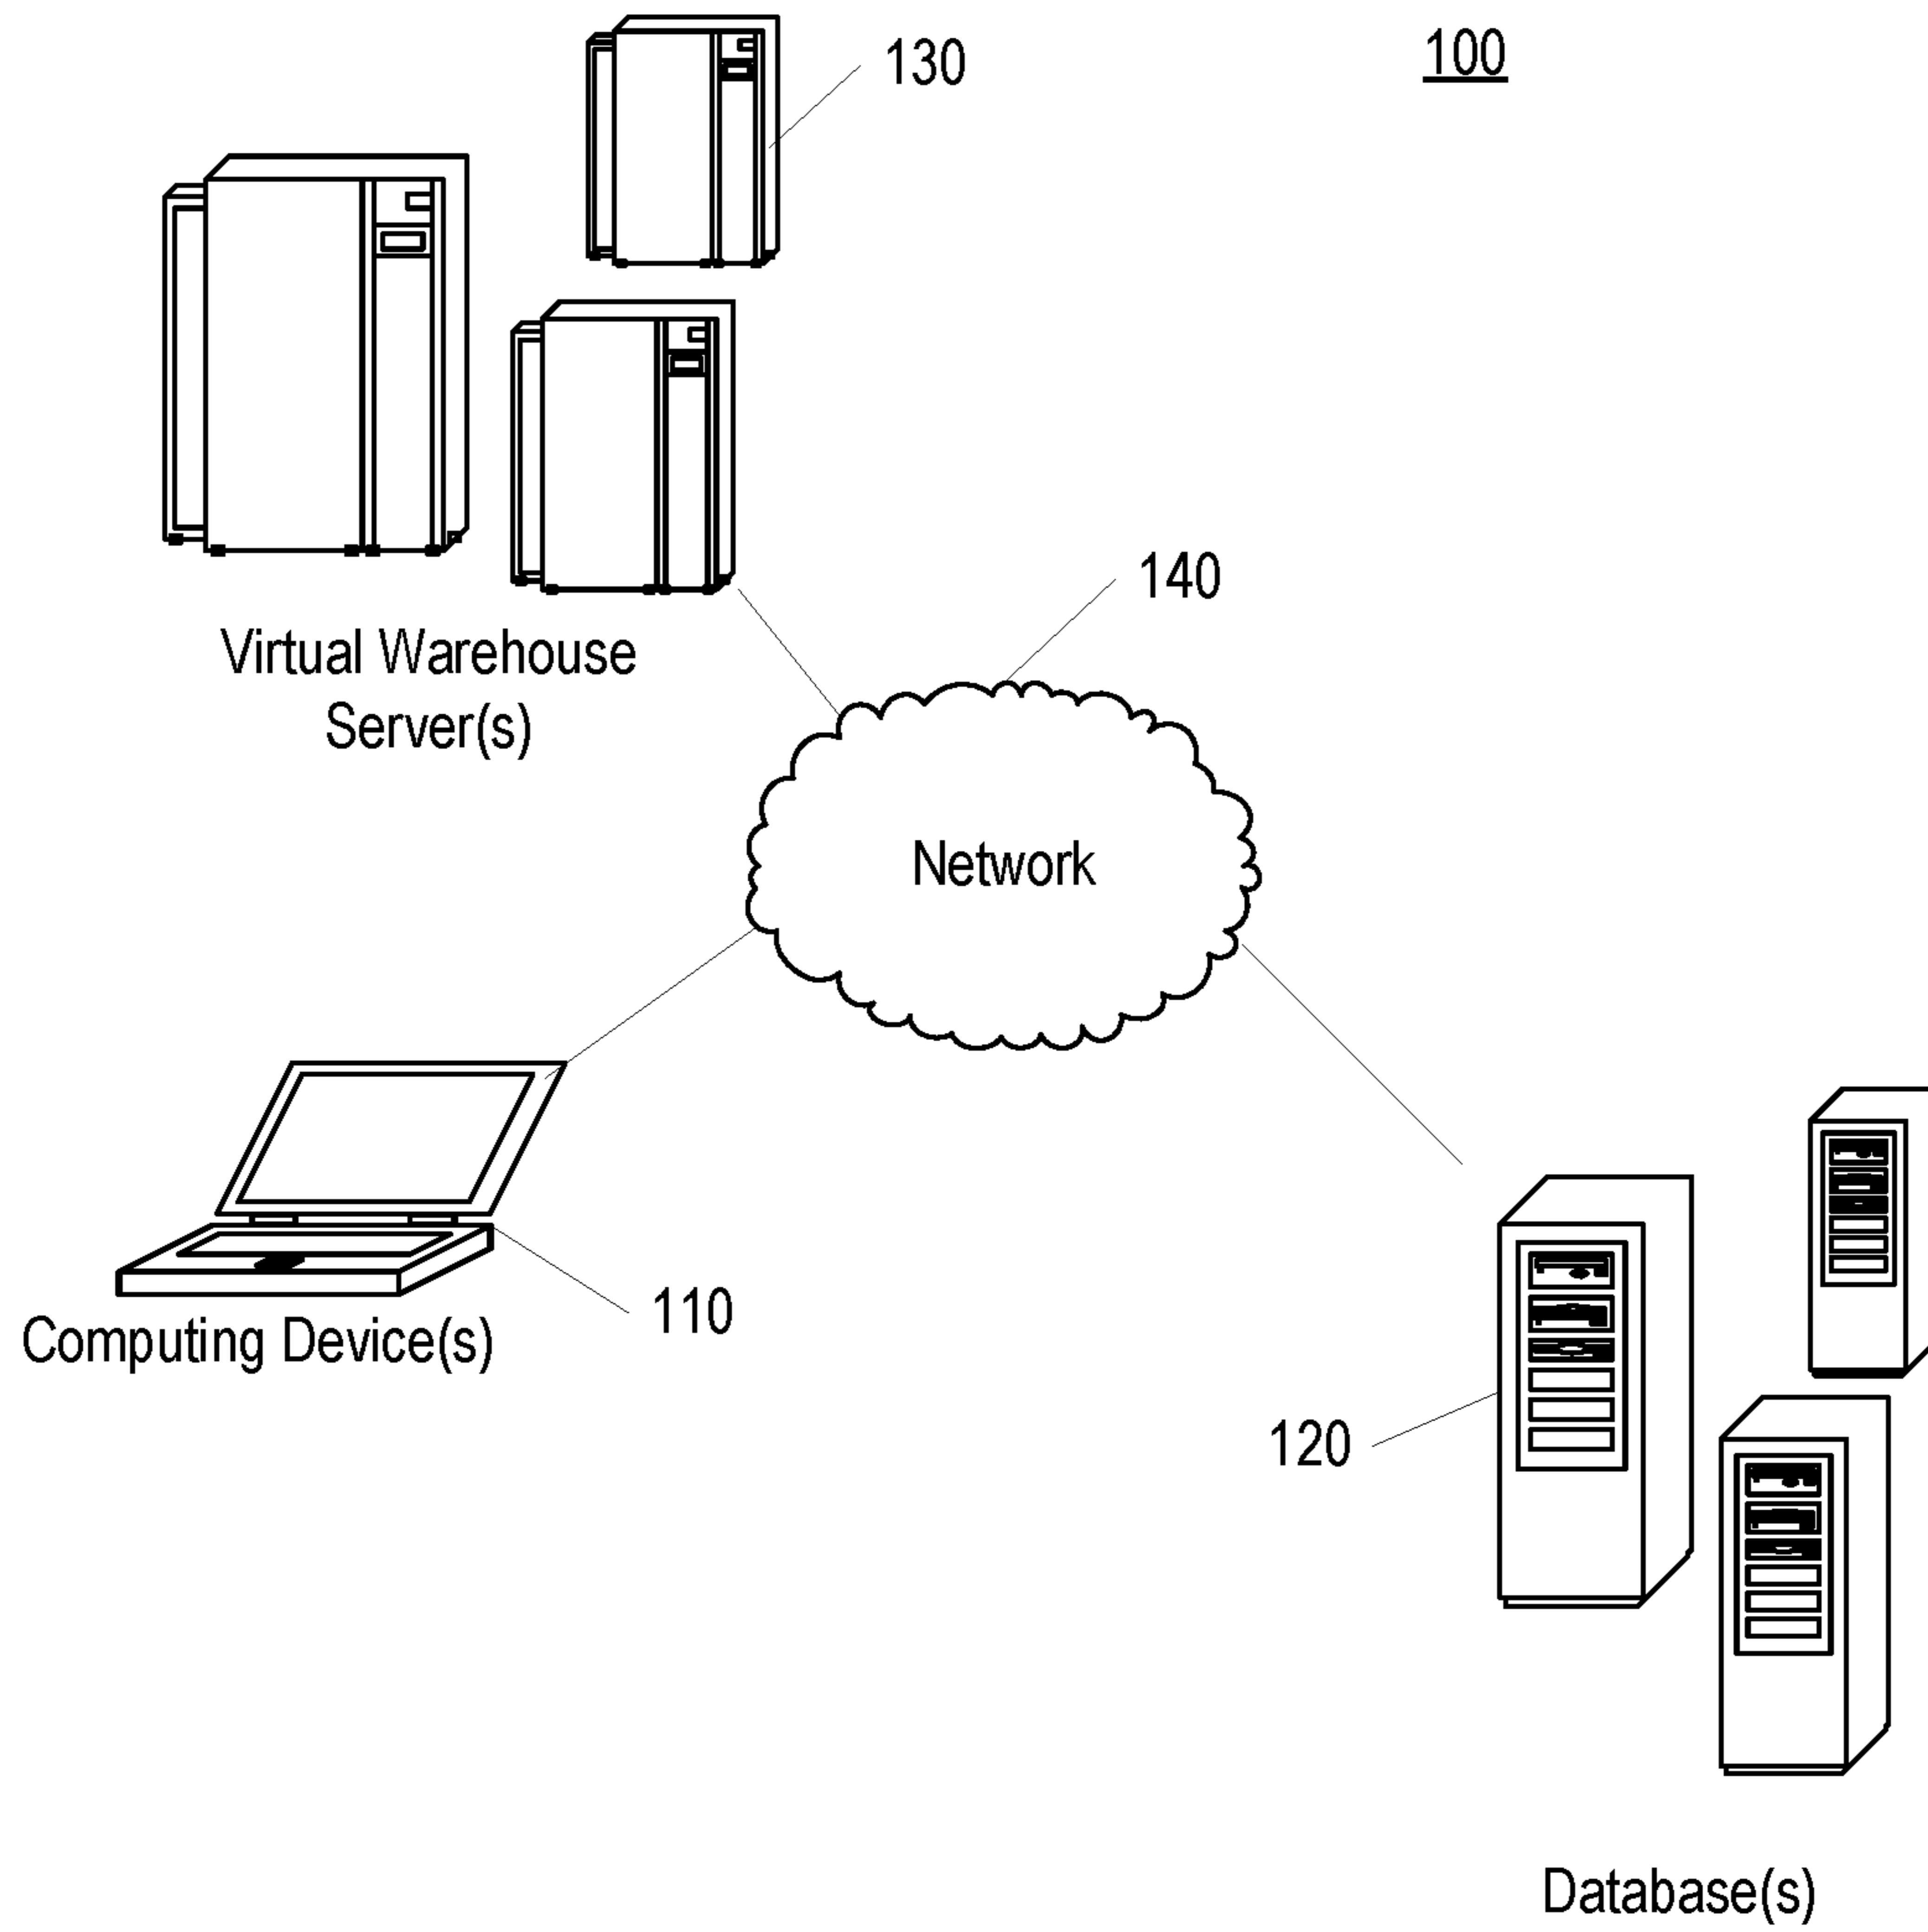 130
100
Virtual Warehouse
Server(s)
140
Network
110
Computing Device(s)
120
Database(s)